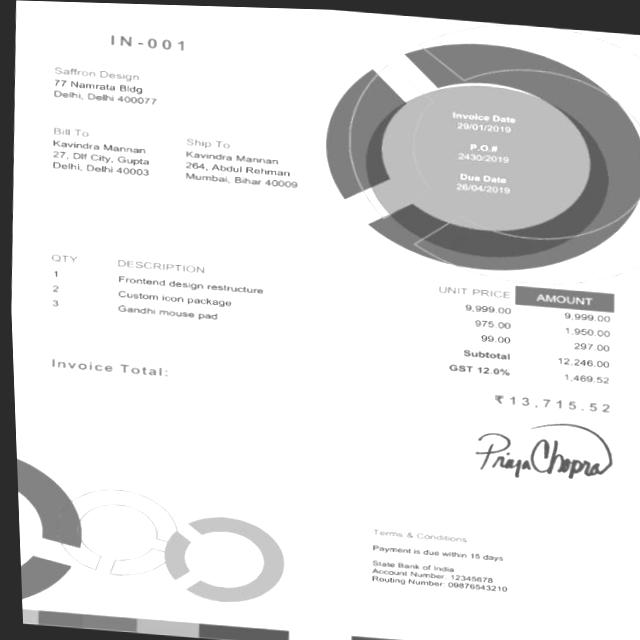 IN-001
Saffron Design
77 Namrata Bldg
Delhi, Delhi 400077
Invoice Date
29/01/2019
P.O.#
2430/2019
Due Date
26/04/2019
Bill To
Kavindra Mannan
27, Dlf City, Gupta
Delhi, Delhi 40003
Ship To
Kavindra Mannan
264, Abdul Rehman
Mumbai, Bihar 40009
QTY DESCRIPTION UNIT PRICE AMOUNT
1 Frontend design restructure 9,999.00 9,999.00
2 Custom icon package 975.00 1,950.00
3 Gandhi mouse pad 99.00 297.00
Subtotal 12,246.00
GST 12.0% 1,469.52
Invoice Total: ₹13,715.52
Priya Chopra
Terms & Conditions
Payment is due within 15 days
State Bank of India
Account Number: 12345678
Routing Number: 09876543210